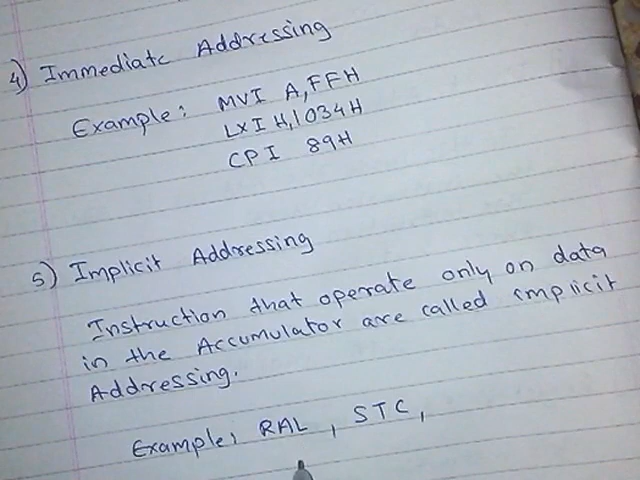 4) Immediate Addressing
Example: MVI A,FFH
LXI H,1034H
CPI 89H
5) Implicit Addressing
Instruction that operate only on data
in the Accumulator are called implicit
Addressing.
Example: RAL, STC,